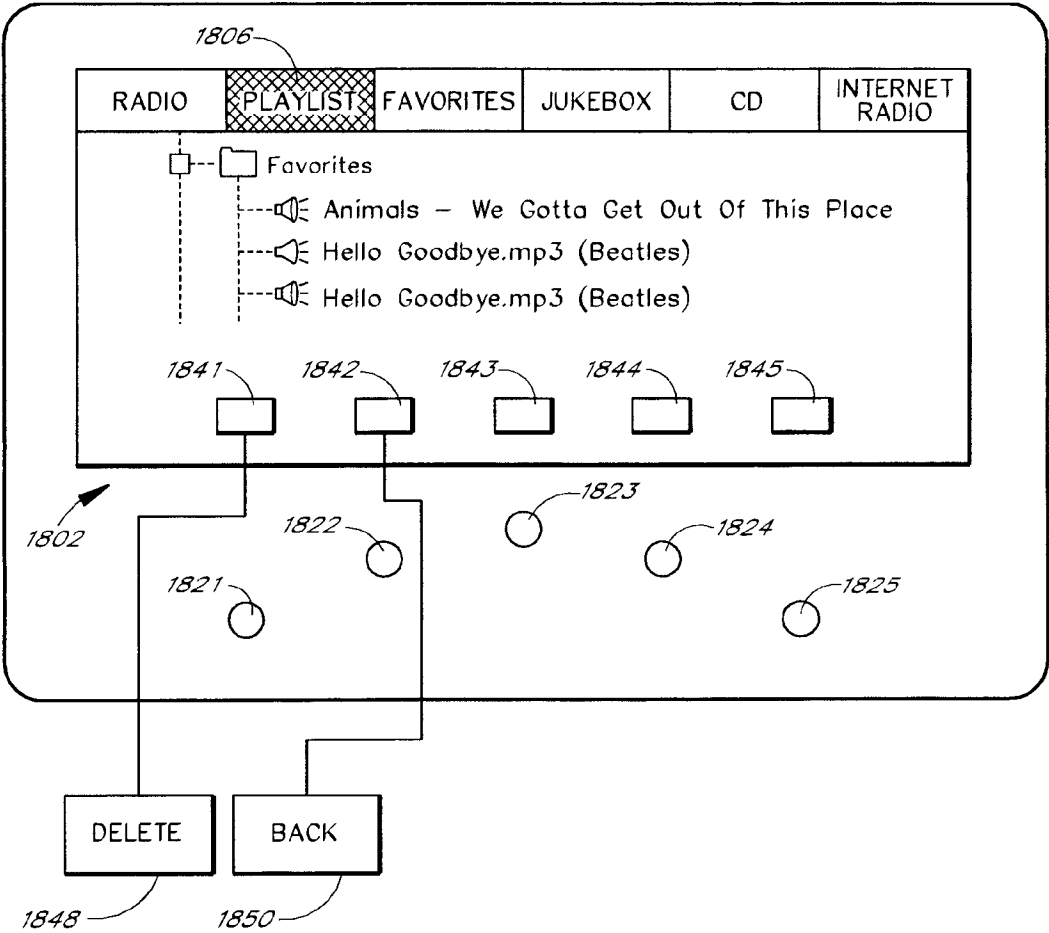 1806
RADIO PLAYLIST FAVORITES JUKEBOX CD INTERNET RADIO
Favorites
Animals – We Gotta Get Out Of This Place
Hello Goodbye.mp3 (Beatles)
Hello Goodbye.mp3 (Beatles)
1841 1842 1843 1844 1845
1802 1822 1823 1824
1821 1825
DELETE BACK
1848 1850